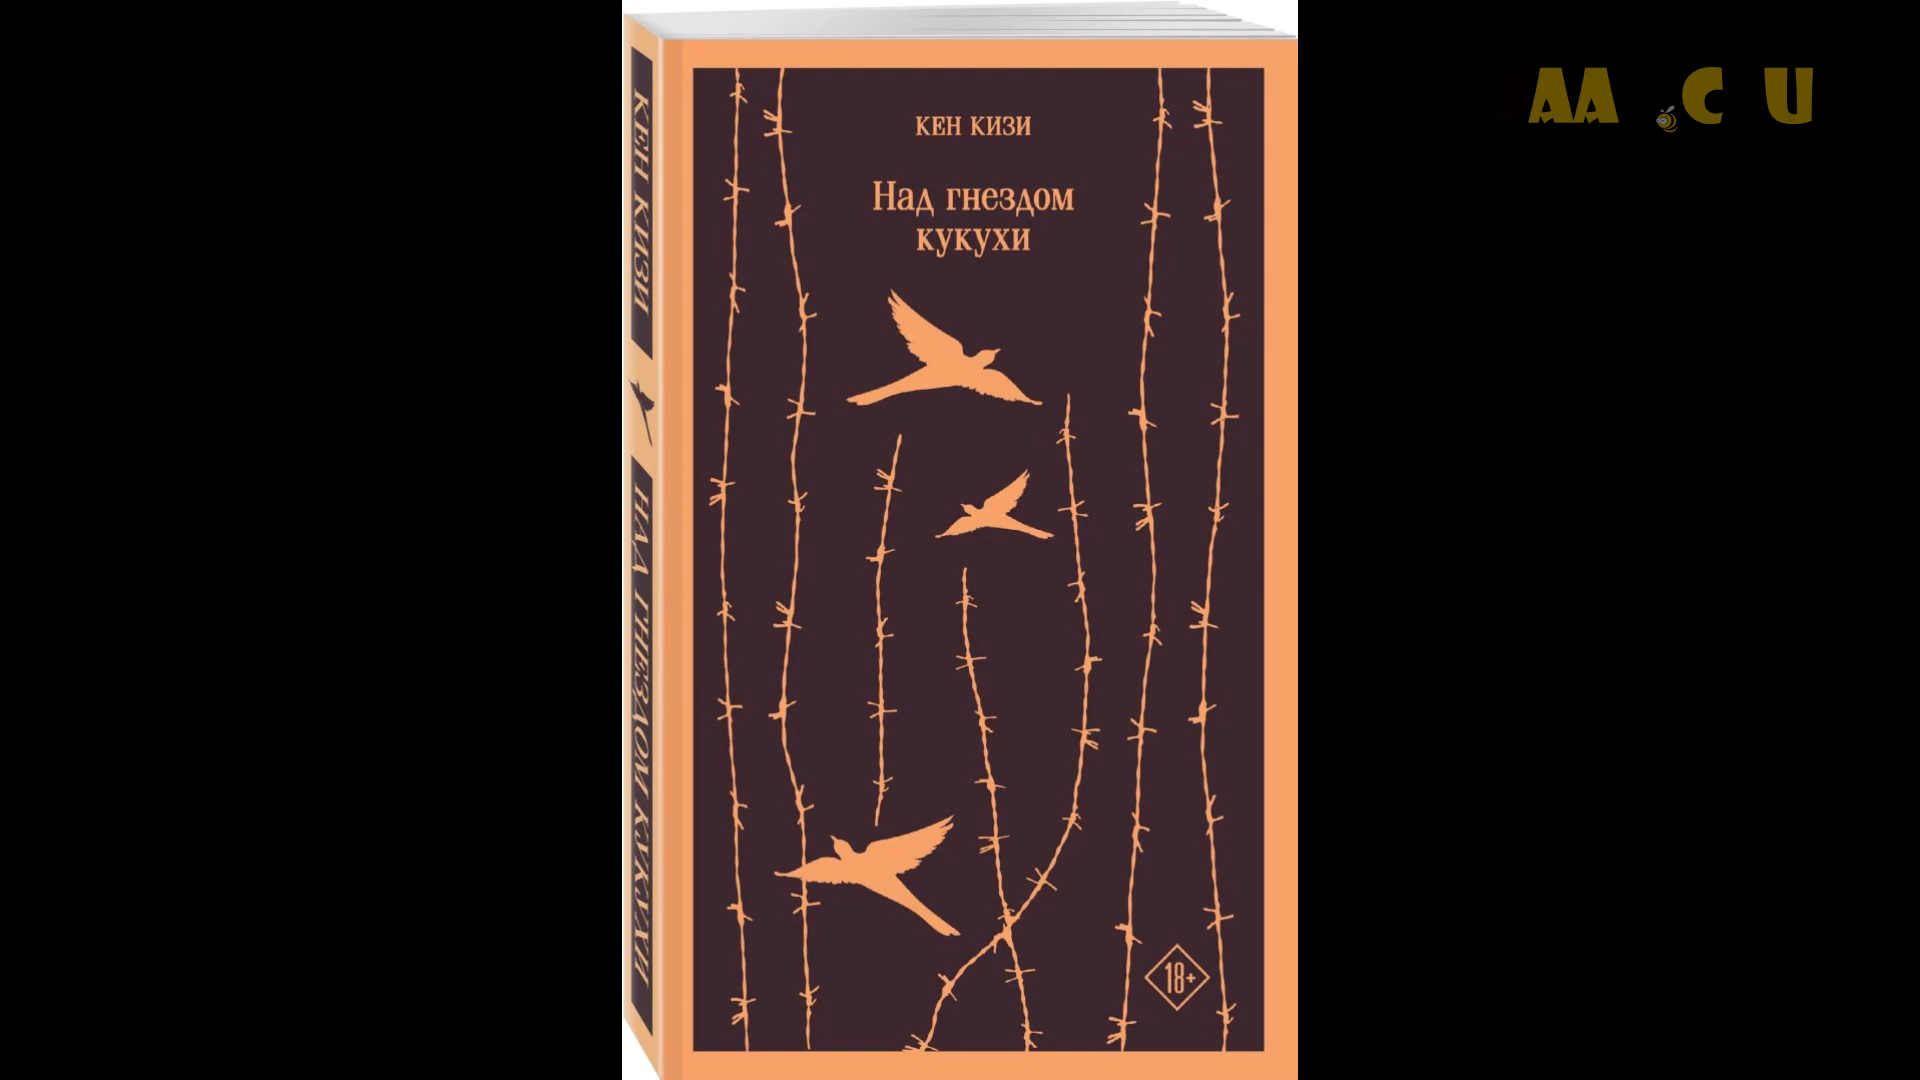 КЕН КИЗИ
Над гнездом
кукухи
18+
КЕН КИЗИ
НАД ГНЕЗДОМ КУКУХИ